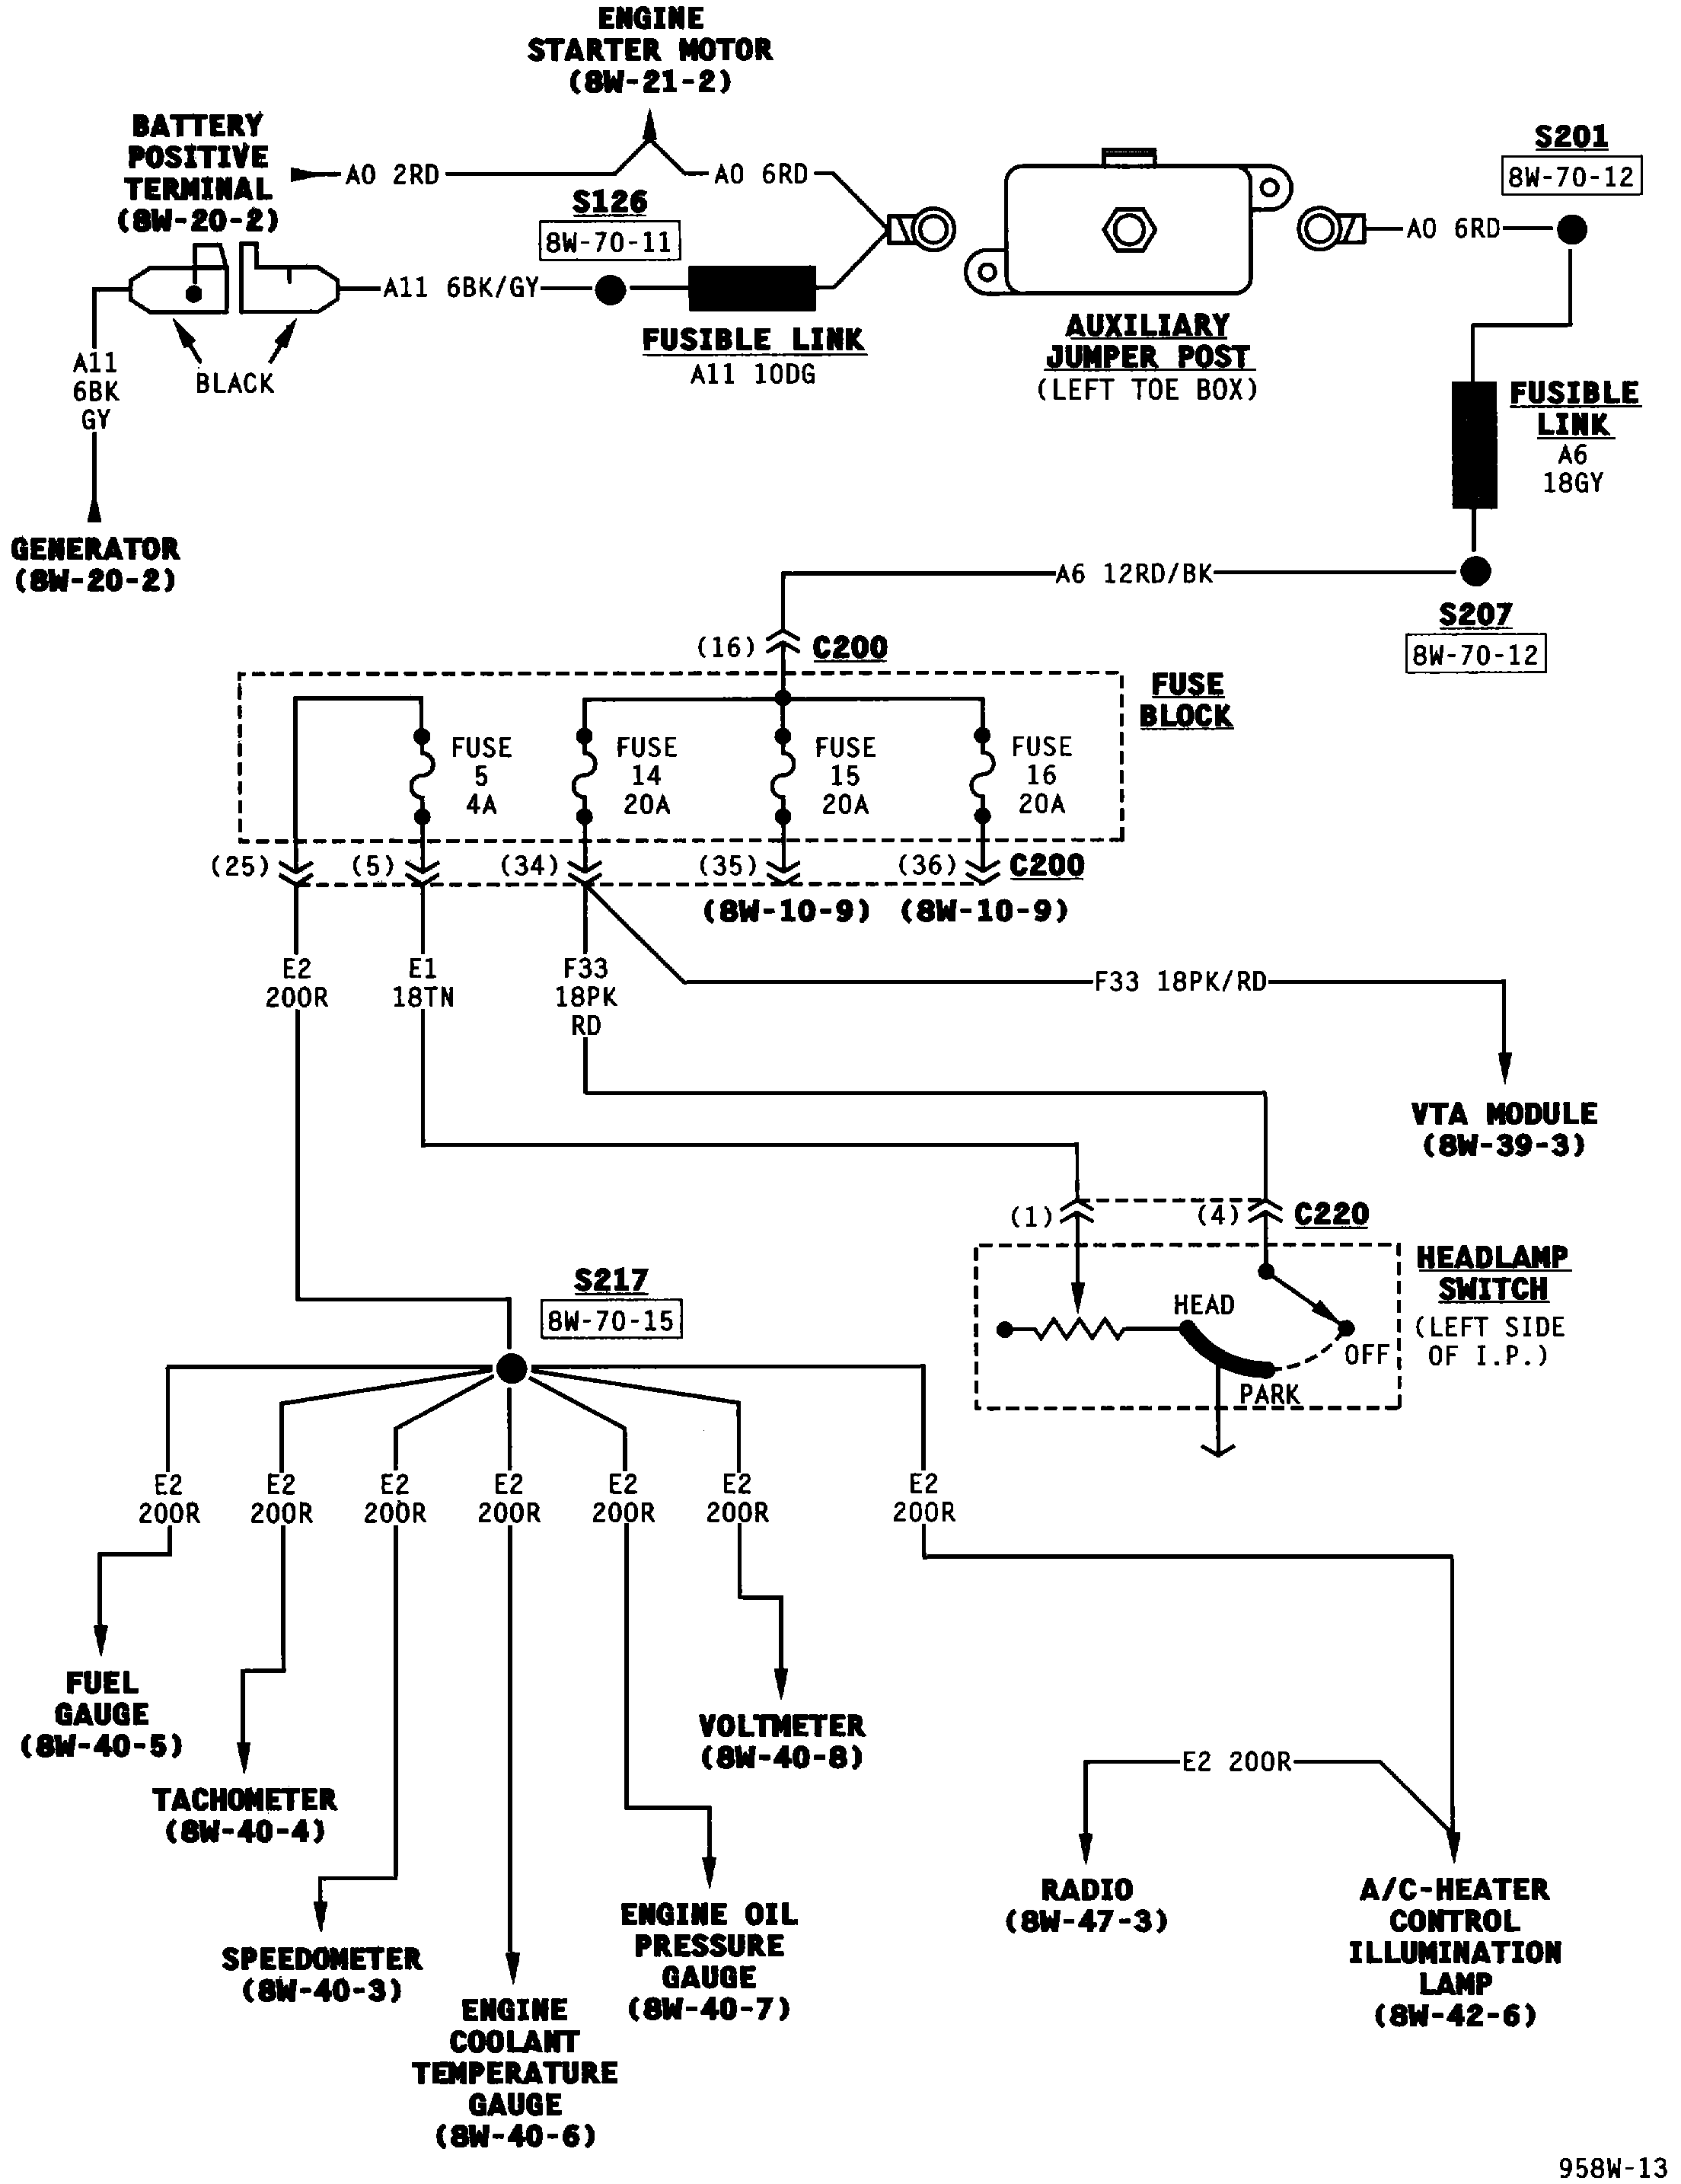 ENGINE
STARTER MOTOR
(8W-21-2)
BATTERY
POSITIVE
TERMINAL
(8W-20-2)
A0 2RD
A0 6RD
S126
8W-70-11
S201
8W-70-12
A0 6RD
A11 6BK/GY
FUSIBLE LINK
A11 10DG
AUXILIARY
JUMPER POST
(LEFT TOE BOX)
BLACK
A11
6BK
GY
GENERATOR
(8W-20-2)
FUSIBLE
LINK
A6
18GY
A6 12RD/BK
S207
8W-70-12
(16)
C200
FUSE
BLOCK
FUSE
5
4A
FUSE
14
20A
FUSE
15
20A
FUSE
16
20A
(25)
(5)
(34)
(35)
(36)
C200
(8W-10-9)
(8W-10-9)
E2
20OR
E1
18TN
F33
18PK
RD
F33 18PK/RD
VTA MODULE
(8W-39-3)
(1)
(4)
C220
HEADLAMP
SWITCH
(LEFT SIDE
OF I.P.)
HEAD
OFF
PARK
S217
8W-70-15
E2
20OR
E2
20OR
E2
20OR
E2
20OR
E2
20OR
E2
20OR
E2
20OR
FUEL
GAUGE
(8W-40-5)
TACHOMETER
(8W-40-4)
SPEEDOMETER
(8W-40-3)
ENGINE
COOLANT
TEMPERATURE
GAUGE
(8W-40-6)
ENGINE OIL
PRESSURE
GAUGE
(8W-40-7)
VOLTMETER
(8W-40-8)
E2 20OR
RADIO
(8W-47-3)
A/C-HEATER
CONTROL
ILLUMINATION
LAMP
(8W-42-6)
958W-13